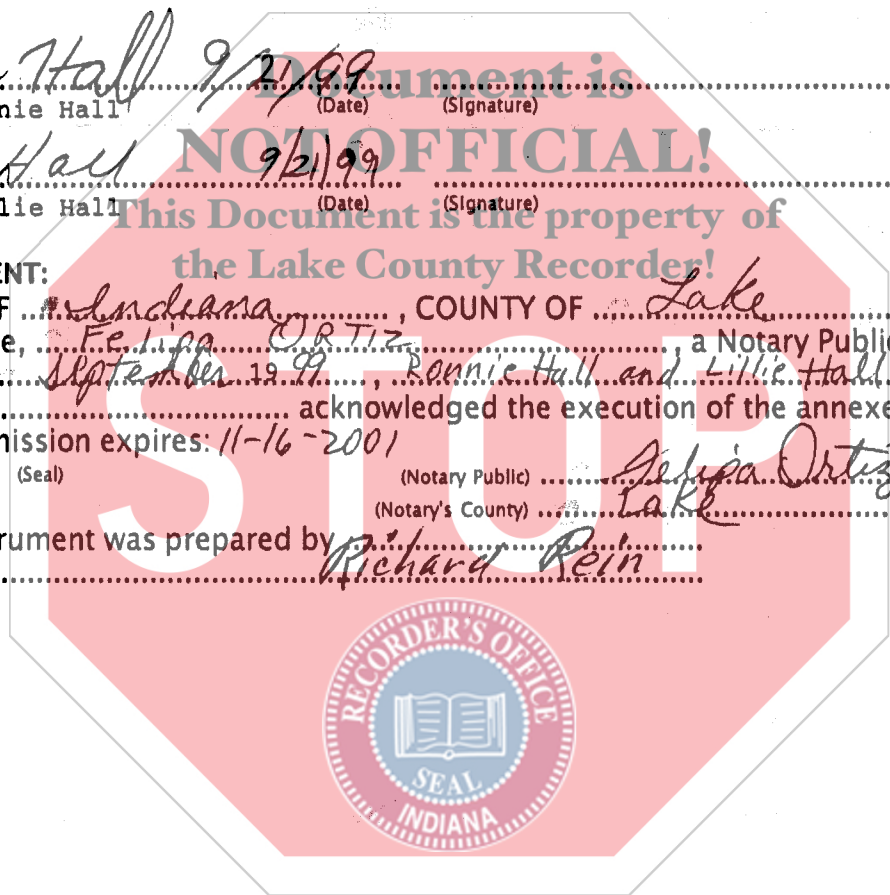 Hall 9/21/99
Document is
nie Hall (Date) (Signature)
NOT OFFICIAL!
Hall 9/21/99
lie Hall (Date) (Signature)
This Document is the property of
the Lake County Recorder!
ENT:
F Indiana , COUNTY OF Lake
e, Felipa ORTIZ , a Notary Public
September 19 99 , Ronnie Hall and Lillie Hall
acknowledged the execution of the annexe
mission expires: 11-16-2001
(Seal) (Notary Public) Felipa Ortiz
(Notary's County) Lake
rument was prepared by Richard Rein
STOP
RECORDER'S OFFICE
SEAL
INDIANA